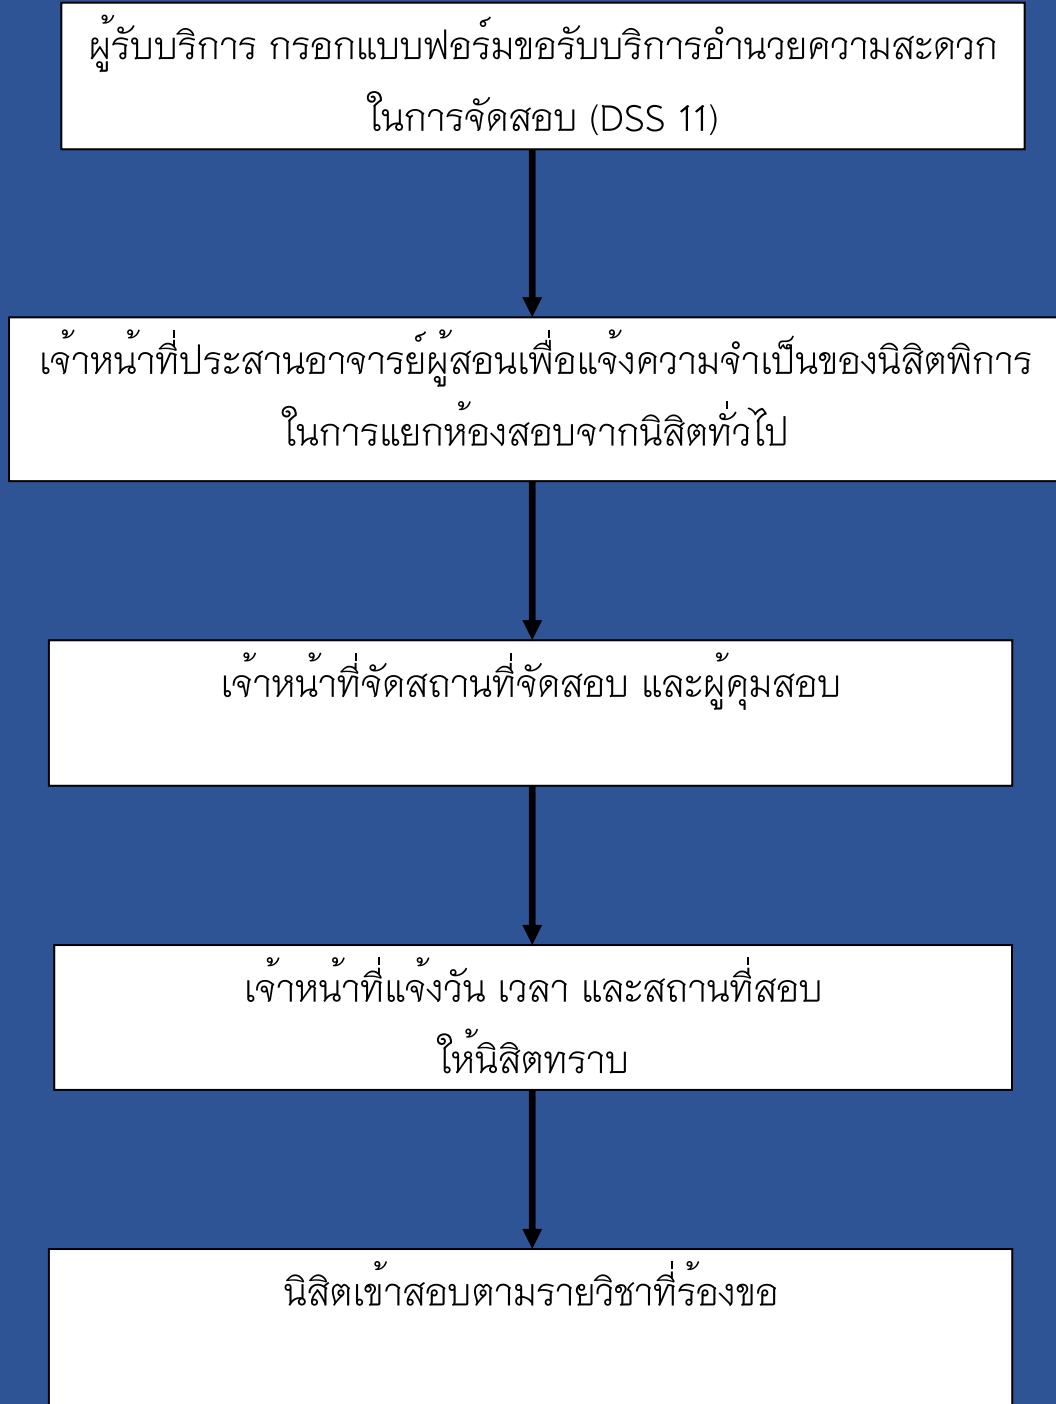 ผู้รับบริการ กรอกแบบฟอร์มขอรับบริการอำนวยความสะดวก
ในการจัดสอบ (DSS 11)
เจ้าหน้าที่ประสานอาจารย์ผู้สอนเพื่อแจ้งความจำเป็นของนิสิตพิการ
ในการแยกห้องสอบจากนิสิตทั่วไป
เจ้าหน้าที่จัดสถานที่จัดสอบ และผู้คุมสอบ
เจ้าหน้าที่แจ้งวัน เวลา และสถานที่สอบ
ให้นิสิตทราบ
นิสิตเข้าสอบตามรายวิชาที่ร้องขอ